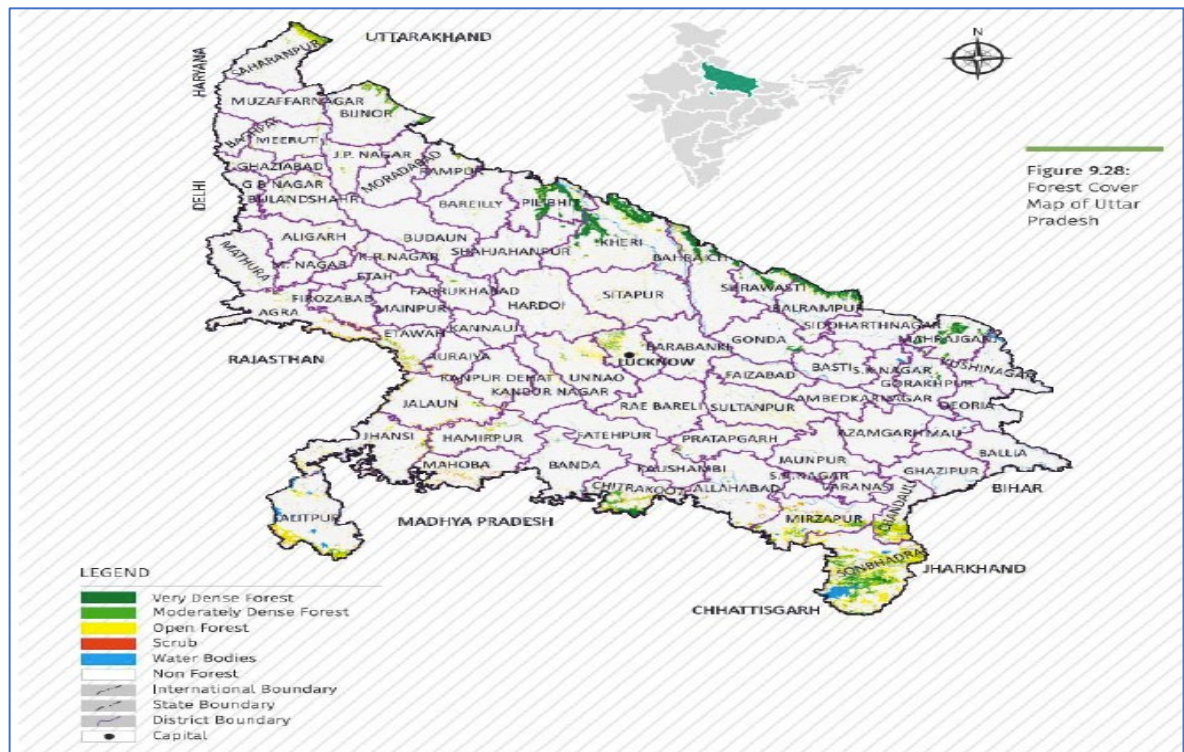 UTTARAKHAND
N
HARYANA
SAHARANPUR
MUZAFFARNAGAR
BIJNOR
BAGHPAT
MEERUT
J.P. NAGAR
MORADABAD
RAMPUR
GHAZIABAD
DELHI
G B NAGAR
BULANDSHAHR
BAREILLY
PILIBHIT
Figure 9.28:
Forest Cover
Map of Uttar
Pradesh
ALIGARH
BUDAUN
KHERI
MATHURA
K.R.NAGAR
SHAHJAHANPUR
BAHRAICH
M. NAGAR
ETAH
SHRAWASTI
FIROZABAD
FARRUKHABAD
HARDOI
SITAPUR
BALRAMPUR
AGRA
MAINPURI
SIDDHARTHNAGAR
ETAWAH
KANNAUJ
BARABANKI
GONDA
MAHRAJGANJ
RAJASTHAN
AURAIYA
LUCKNOW
BASTI
S.K.NAGAR
KUSHINAGAR
KANPUR DEHAT
UNNAO
FAIZABAD
GORAKHPUR
KANPUR NAGAR
AMBEDKARNAGAR
DEORIA
JALAUN
RAE BARELI
SULTANPUR
JHANSI
HAMIRPUR
FATEHPUR
PRATAPGARH
AZAMGARH
MAU
BALLIA
MAHOBA
BANDA
KAUSHAMBI
JAUNPUR
GHAZIPUR
CHITRAKOOT
ALLAHABAD
S.R.NAGAR
VARANASI
BIHAR
CHANDAULI
LALITPUR
MADHYA PRADESH
MIRZAPUR
SONBHADRA
JHARKHAND
CHHATTISGARH
LEGEND
Very Dense Forest
Moderately Dense Forest
Open Forest
Scrub
Water Bodies
Non Forest
International Boundary
State Boundary
District Boundary
Capital